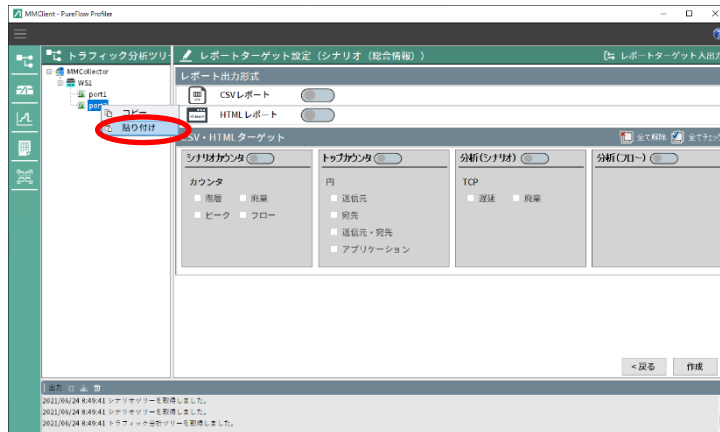 MMClient - PureFlow Profiler
トラフィック分析ツリ
レポートターゲット設定（シナリオ（総合情報））
レポートターゲット入出力
MMCollector
WS1
port1
コピー
貼り付け
レポート出力形式
CSVレポート
HTMLレポート
CSV・HTMLターゲット
全て解除
全てチェック
シナリオカウンタ
トップカウンタ
分析(シナリオ)
分析(フロー)
カウンタ
階層 廃棄
ピーク フロー
円
送信元
宛先
送信元・宛先
アプリケーション
TCP
遅延 廃棄
<戻る
作成
出力
2021/06/24 8:49:41 シナリオツリーを取得しました。
2021/06/24 8:49:41 シナリオツリーを取得しました。
2021/06/24 8:49:41 トラフィック分析ツリーを取得しました。